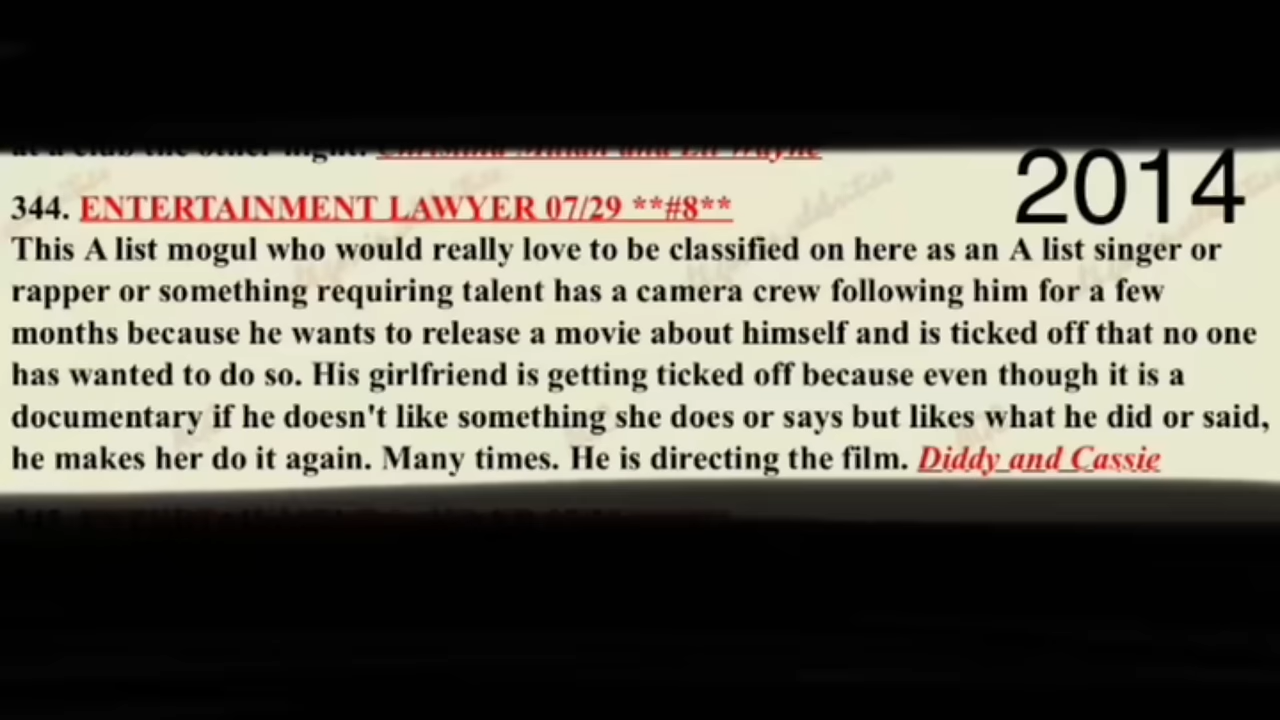 2014
344. ENTERTAINMENT LAWYER 07/29 **#8**
This A list mogul who would really love to be classified on here as an A list singer or
rapper or something requiring talent has a camera crew following him for a few
months because he wants to release a movie about himself and is ticked off that no one
has wanted to do so. His girlfriend is getting ticked off because even though it is a
documentary if he doesn't like something she does or says but likes what he did or said,
he makes her do it again. Many times. He is directing the film. Diddy and Cassie